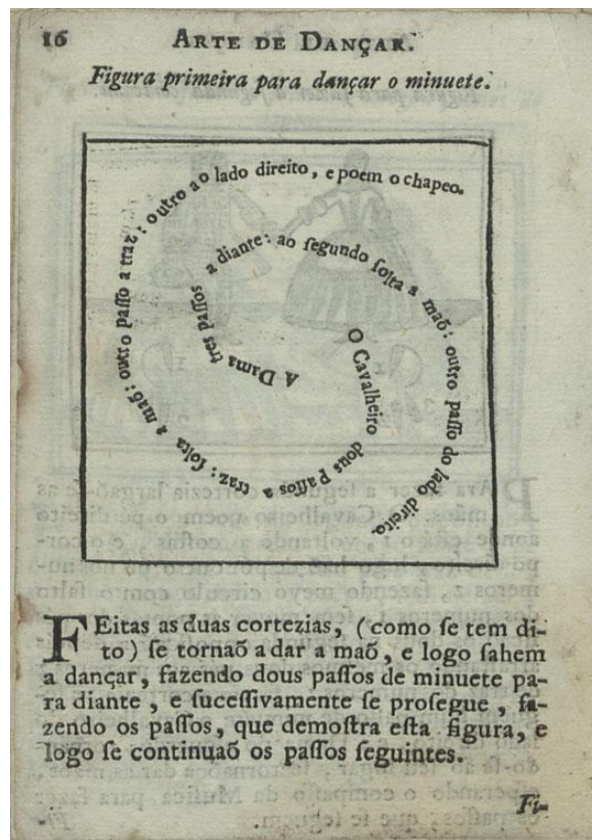 16 ARTE DE DANÇAR.
Figura primeira para dançar o minuete.
O Cavalheiro dous passos a traz: solta a maõ: outro passo a traz: outro ao lado direito, e poem o chapeo.
A Dama tres passos a diante: ao segundo solta a maõ: outro passo do lado direito.
FEitas as duas cortezias, (como se tem di-
to) se tornaõ a dar a maõ, e logo sahem
a dançar, fazendo dous passos de minuete pa-
ra diante, e sucessivamente se prosegue, fa-
zendo os passos, que demostra esta figura, e
logo se continuaõ os passos seguintes.
Fi-